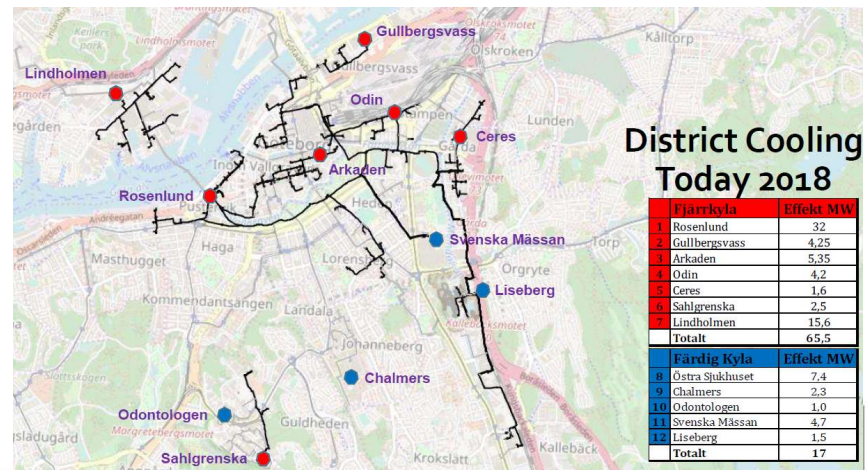 Gullbergsvass
Lindholmen
Odin
Ceres
Arkaden
Rosenlund
Svenska Mässan
Liseberg
Chalmers
Odontologen
Sahlgrenska
Kålltorp
Olskroken
Lunden
Gårda
Haga
Masthugget
Kommendantsängen
Landala
Johanneberg
Guldheden
Krokslätt
Kallebäck
Örgryte
Torp
District Cooling
Today 2018
Fjärrkyla Effekt MW
1 Rosenlund 32
2 Gullbergsvass 4,25
3 Arkaden 5,35
4 Odin 4,2
5 Ceres 1,6
6 Sahlgrenska 2,5
7 Lindholmen 15,6
Totalt 65,5
Färdig Kyla Effekt MW
8 Östra Sjukhuset 7,4
9 Chalmers 2,3
10 Odontologen 1,0
11 Svenska Mässan 4,7
12 Liseberg 1,5
Totalt 17